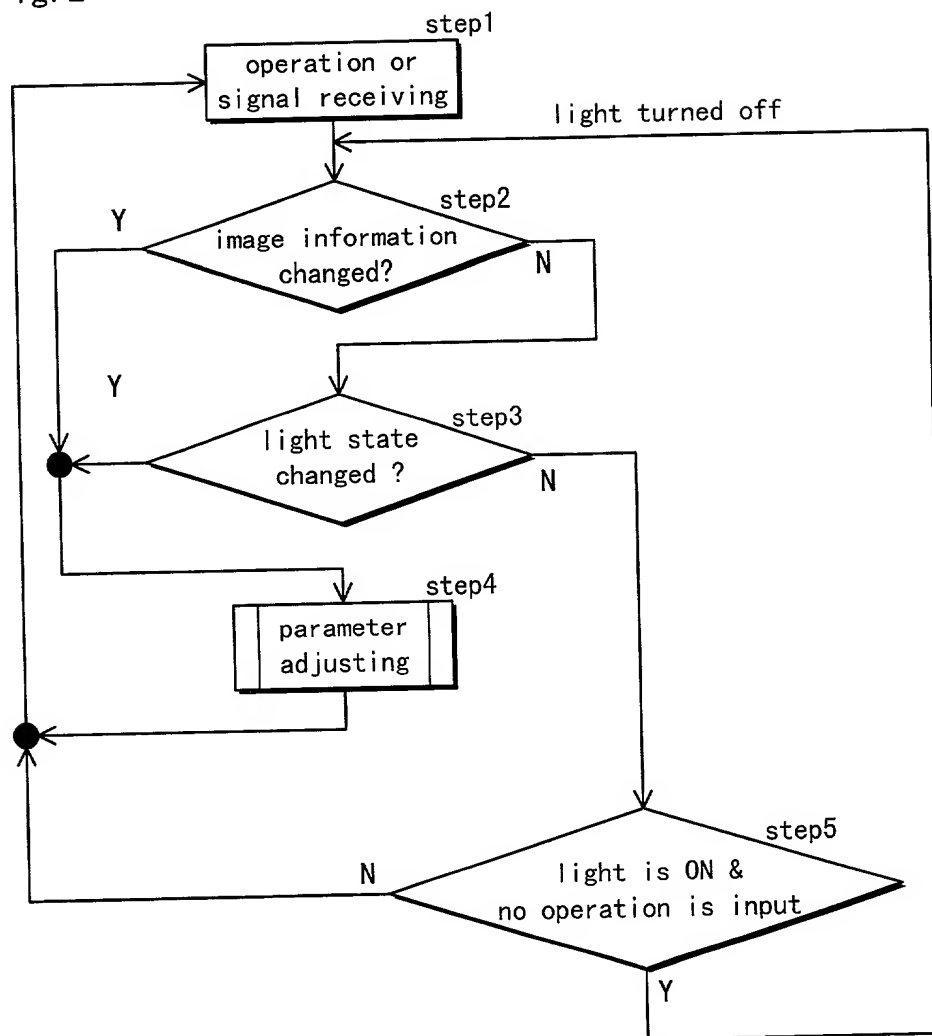 step1
operation or
signal receiving
light turned off
step2
Y
image information
changed?
N
Y
step3
light state
changed ?
N
step4
parameter
adjusting
step5
N
light is ON &
no operation is input
Y